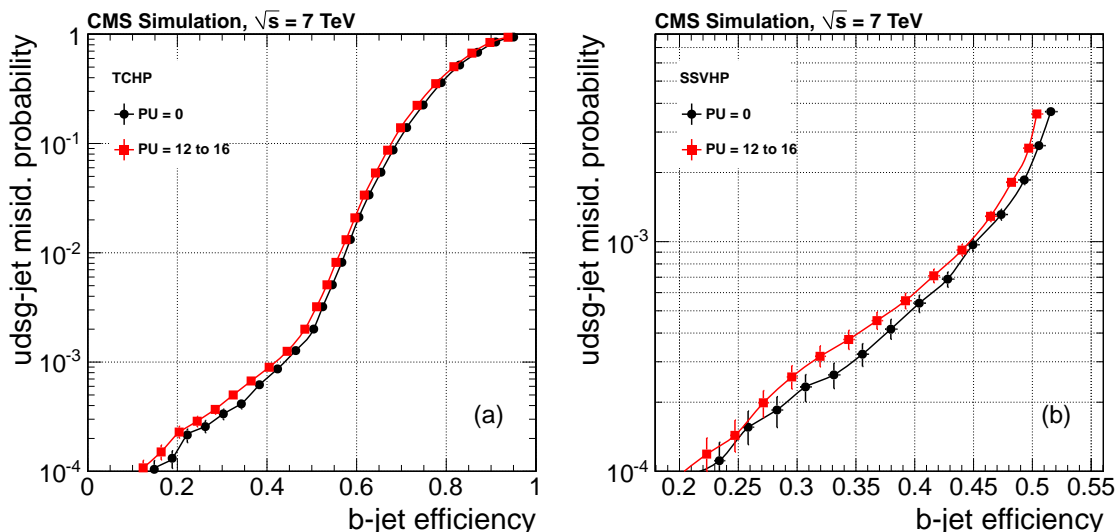 CMS Simulation, √s = 7 TeV
udsg-jet misid. probability
1
10⁻¹
10⁻²
10⁻³
10⁻⁴
TCHP
PU = 0
PU = 12 to 16
(a)
0 0.2 0.4 0.6 0.8 1
b-jet efficiency
CMS Simulation, √s = 7 TeV
udsg-jet misid. probability
10⁻³
10⁻⁴
SSVHP
PU = 0
PU = 12 to 16
(b)
0.2 0.25 0.3 0.35 0.4 0.45 0.5 0.55
b-jet efficiency